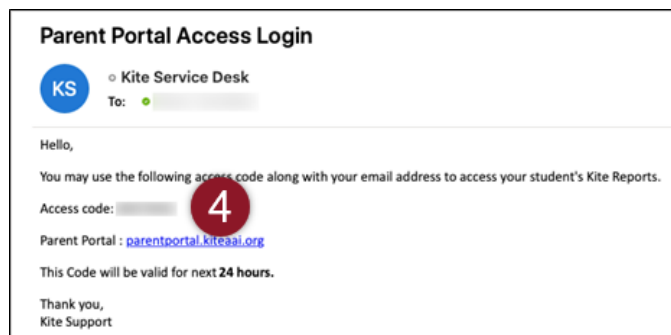 Parent Portal Access Login
KS
Kite Service Desk
To:
Hello,
You may use the following access code along with your email address to access your student's Kite Reports.
Access code:
4
Parent Portal : parentportal.kiteaai.org
This Code will be valid for next 24 hours.
Thank you,
Kite Support